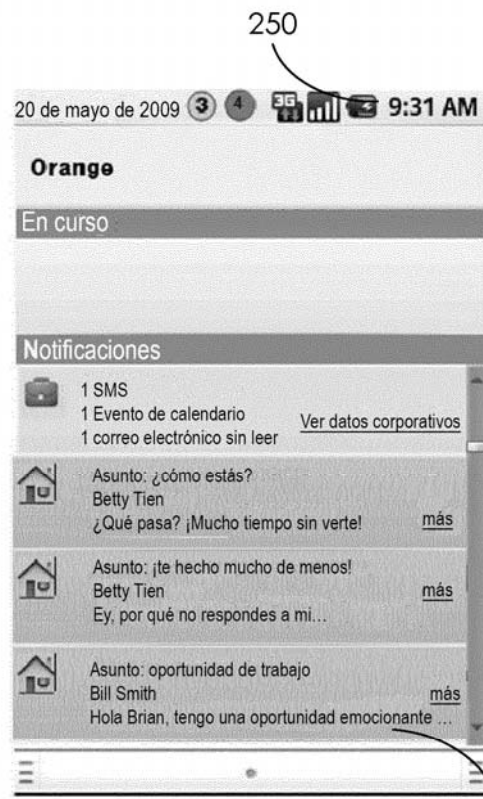 250
20 de mayo de 2009 3 4 3G 9:31 AM
Orange
En curso
Notificaciones
1 SMS
1 Evento de calendario
1 correo electrónico sin leer
Ver datos corporativos
Asunto: ¿cómo estás?
Betty Tien
¿Qué pasa? ¡Mucho tiempo sin verte! más
Asunto: ¡te hecho mucho de menos!
Betty Tien más
Ey, por qué no respondes a mi...
Asunto: oportunidad de trabajo
Bill Smith más
Hola Brian, tengo una oportunidad emocionante ...